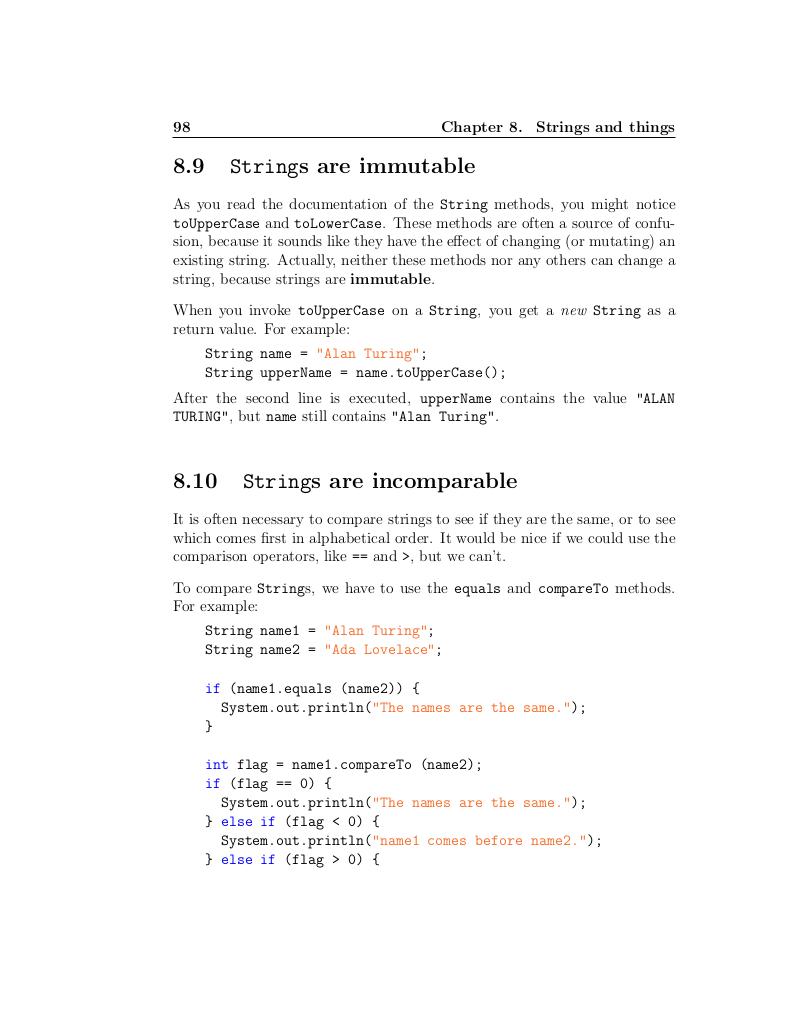 98 Chapter 8. Strings and things
8.9 Strings are immutable
As you read the documentation of the String methods, you might notice
toUpperCase and toLowerCase. These methods are often a source of confu-
sion, because it sounds like they have the effect of changing (or mutating) an
existing string. Actually, neither these methods nor any others can change a
string, because strings are immutable.
When you invoke toUpperCase on a String, you get a new String as a
return value. For example:
String name = "Alan Turing";
String upperName = name.toUpperCase();
After the second line is executed, upperName contains the value "ALAN
TURING", but name still contains "Alan Turing".
8.10 Strings are incomparable
It is often necessary to compare strings to see if they are the same, or to see
which comes first in alphabetical order. It would be nice if we could use the
comparison operators, like == and >, but we can't.
To compare Strings, we have to use the equals and compareTo methods.
For example:
String name1 = "Alan Turing";
String name2 = "Ada Lovelace";
if (name1.equals (name2)) {
System.out.println("The names are the same.");
}
int flag = name1.compareTo (name2);
if (flag == 0) {
System.out.println("The names are the same.");
} else if (flag < 0) {
System.out.println("name1 comes before name2.");
} else if (flag > 0) {